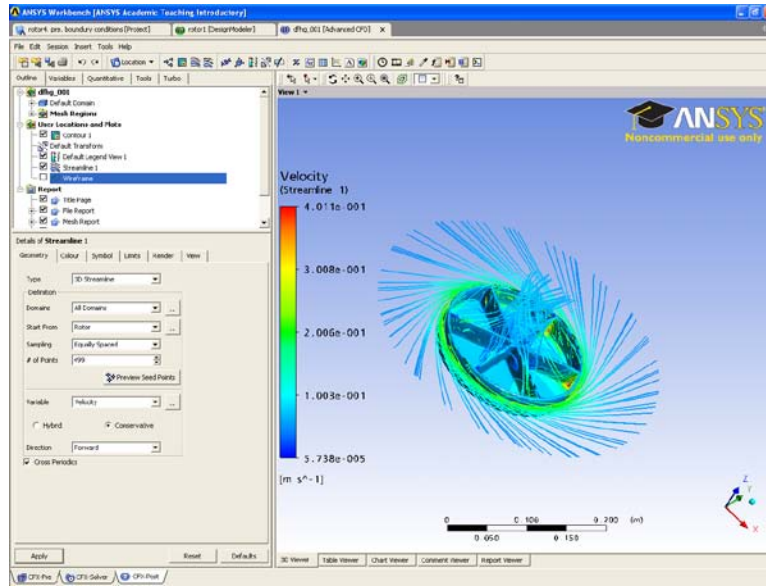 ANSYS Workbench [ANSYS Academic Teaching Introductory]
rotor4. pre. boundary conditions [Project]
rotor1 [DesignModeler]
dfhg_001 [Advanced CFD]
File Edit Session Insert Tools Help
Location
Outline Variables Quantitative Tools Turbo
dfhg_001
Default Domain
Mesh Regions
User Locations and Plots
Contour 1
Default Transform
Default Legend View 1
Streamline 1
Wireframe
Report
Title Page
File Report
Mesh Report
Details of Streamline 1
Geometry Colour Symbol Limits Render View
Type 3D Streamline
Definition
Domains All Domains ...
Start From Rotor ...
Sampling Equally Spaced
# of Points 499
Preview Seed Points
Variable Velocity ...
Hybrid Conservative
Direction Forward
Cross Periodics
Apply Reset Defaults
CFX-Pre CFX-Solver CFX-Post
View 1
ANSYS
Noncommercial use only
Velocity
(Streamline 1)
4.011e-001
3.008e-001
2.006e-001
1.003e-001
5.738e-005
[m s^-1]
0 0.100 0.200 (m)
0.050 0.150
Z
Y
X
3D Viewer Table Viewer Chart Viewer Comment Viewer Report Viewer